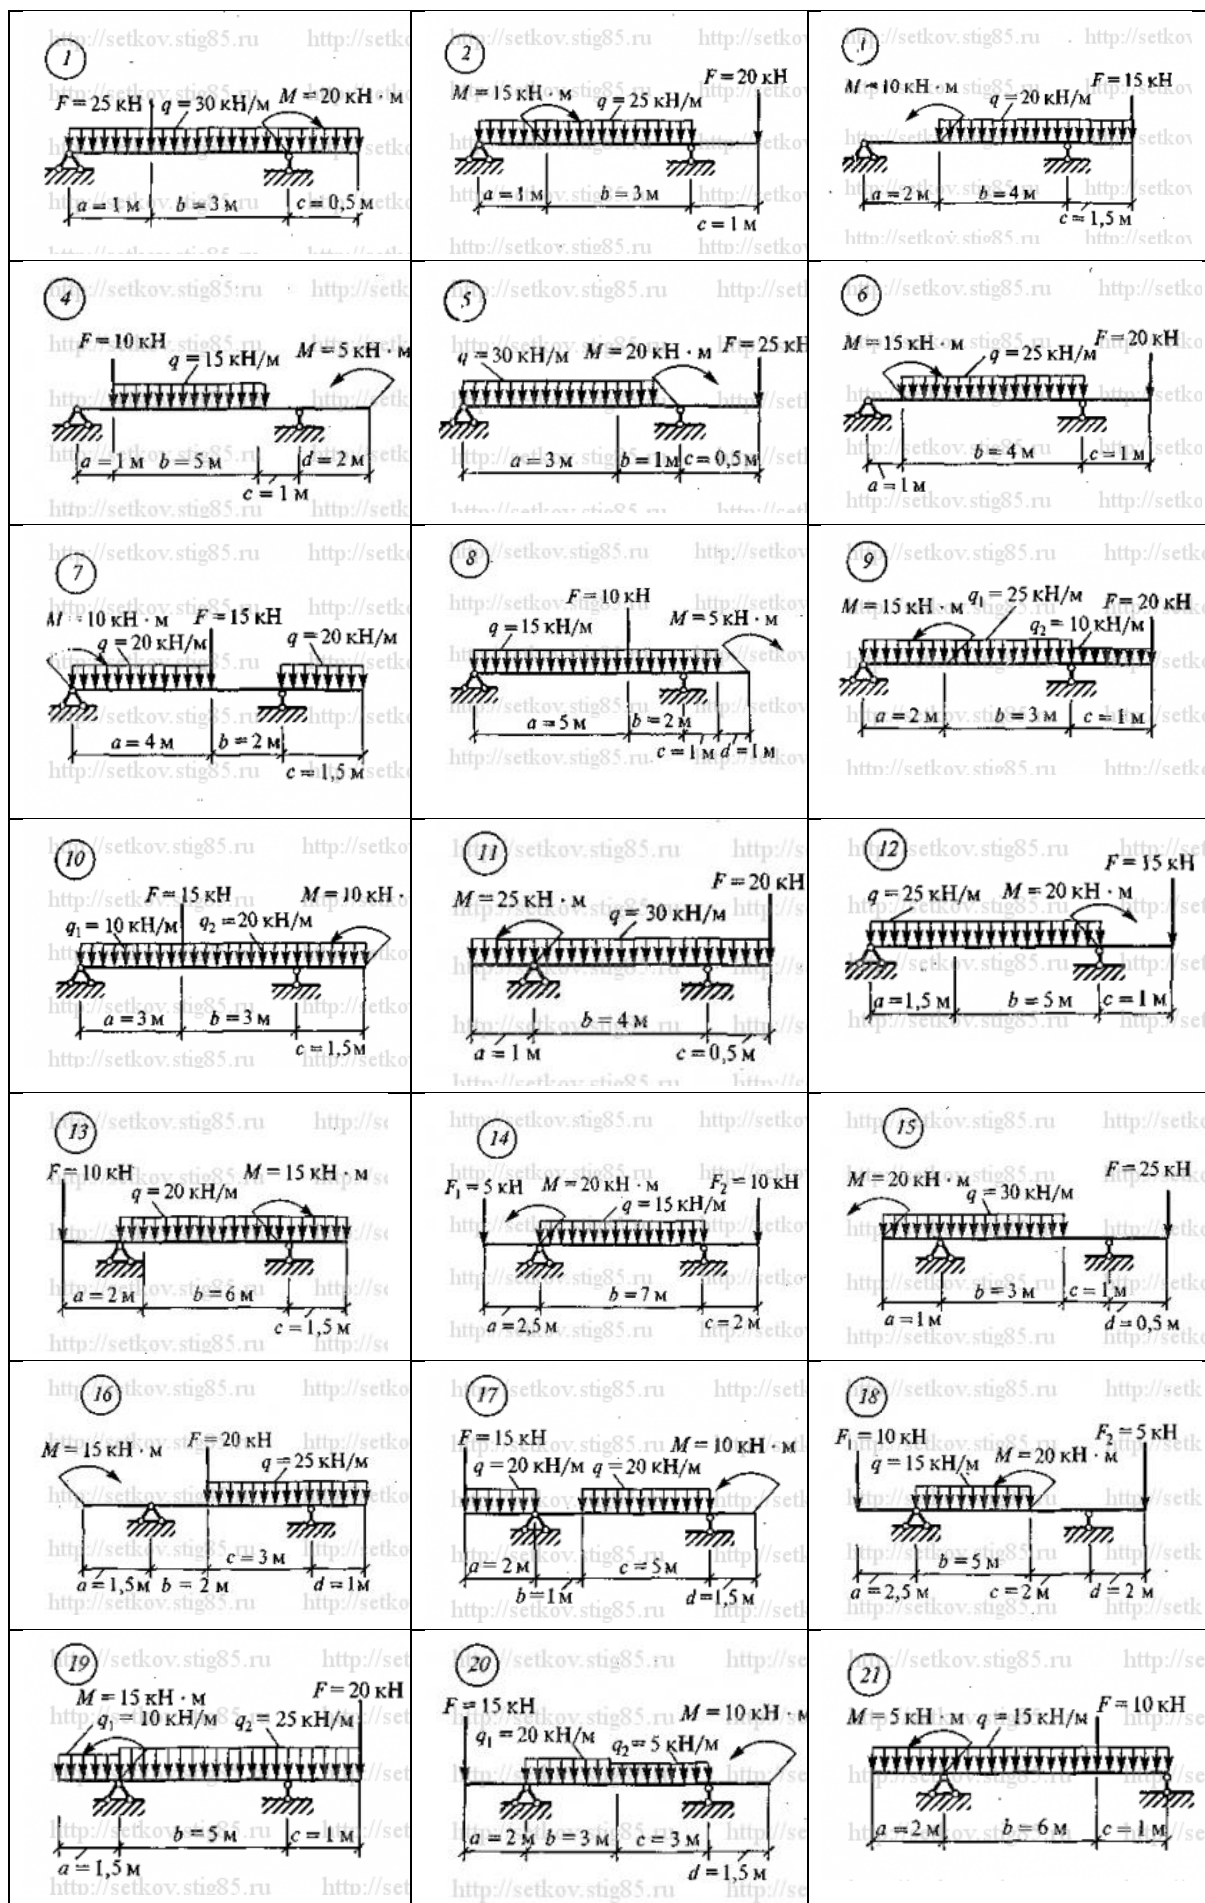 1
F = 25 кН q = 30 кН/м M = 20 кН · м
a = 1 м b = 3 м c = 0,5 м
2
F = 20 кН
M = 15 кН · м q = 25 кН/м
a = 1 м b = 3 м
c = 1 м
M = 10 кН · м F = 15 кН
q = 20 кН/м
a = 2 м b = 4 м
c = 1,5 м
4
F = 10 кН
q = 15 кН/м M = 5 кН · м
a = 1 м b = 5 м d = 2 м
c = 1 м
5
q = 30 кН/м M = 20 кН · м F = 25 кН
a = 3 м b = 1 м c = 0,5 м
6
M = 15 кН · м q = 25 кН/м F = 20 кН
b = 4 м c = 1 м
a = 1 м
7
M = 10 кН · м F = 15 кН
q = 20 кН/м q = 20 кН/м
a = 4 м b = 2 м
c = 1,5 м
8
F = 10 кН
q = 15 кН/м M = 5 кН · м
a = 5 м b = 2 м
c = 1 м d = 1 м
9
M = 15 кН · м q₁ = 25 кН/м F = 20 кН
q₂ = 10 кН/м
a = 2 м b = 3 м c = 1 м
10
F = 15 кН M = 10 кН ·
q₁ = 10 кН/м q₂ = 20 кН/м
a = 3 м b = 3 м
c = 1,5 м
11
F = 20 кН
M = 25 кН · м
q = 30 кН/м
b = 4 м
a = 1 м c = 0,5 м
12
F = 15 кН
q = 25 кН/м M = 20 кН · м
a = 1,5 м b = 5 м c = 1 м
13
F = 10 кН M = 15 кН · м
q = 20 кН/м
a = 2 м b = 6 м
c = 1,5 м
14
F₁ = 5 кН M = 20 кН · м F₂ = 10 кН
q = 15 кН/м
b = 7 м
a = 2,5 м c = 2 м
15
F = 25 кН
M = 20 кН · м
q = 30 кН/м
b = 3 м c = 1 м
a = 1 м d = 0,5 м
16
M = 15 кН · м F = 20 кН
q = 25 кН/м
c = 3 м
a = 1,5 м b = 2 м d = 1 м
17
F = 15 кН M = 10 кН · м
q = 20 кН/м q = 20 кН/м
a = 2 м c = 5 м
b = 1 м d = 1,5 м
18
F₁ = 10 кН F₂ = 5 кН
q = 15 кН/м M = 20 кН · м
b = 5 м
a = 2,5 м c = 2 м d = 2 м
19
M = 15 кН · м F = 20 кН
q₁ = 10 кН/м q₂ = 25 кН/м
b = 5 м c = 1 м
a = 1,5 м
20
F = 15 кН M = 10 кН · м
q₁ = 20 кН/м q₂ = 5 кН/м
a = 2 м b = 3 м c = 3 м
d = 1,5 м
21
M = 5 кН · м q = 15 кН/м F = 10 кН
a = 2 м b = 6 м c = 1 м